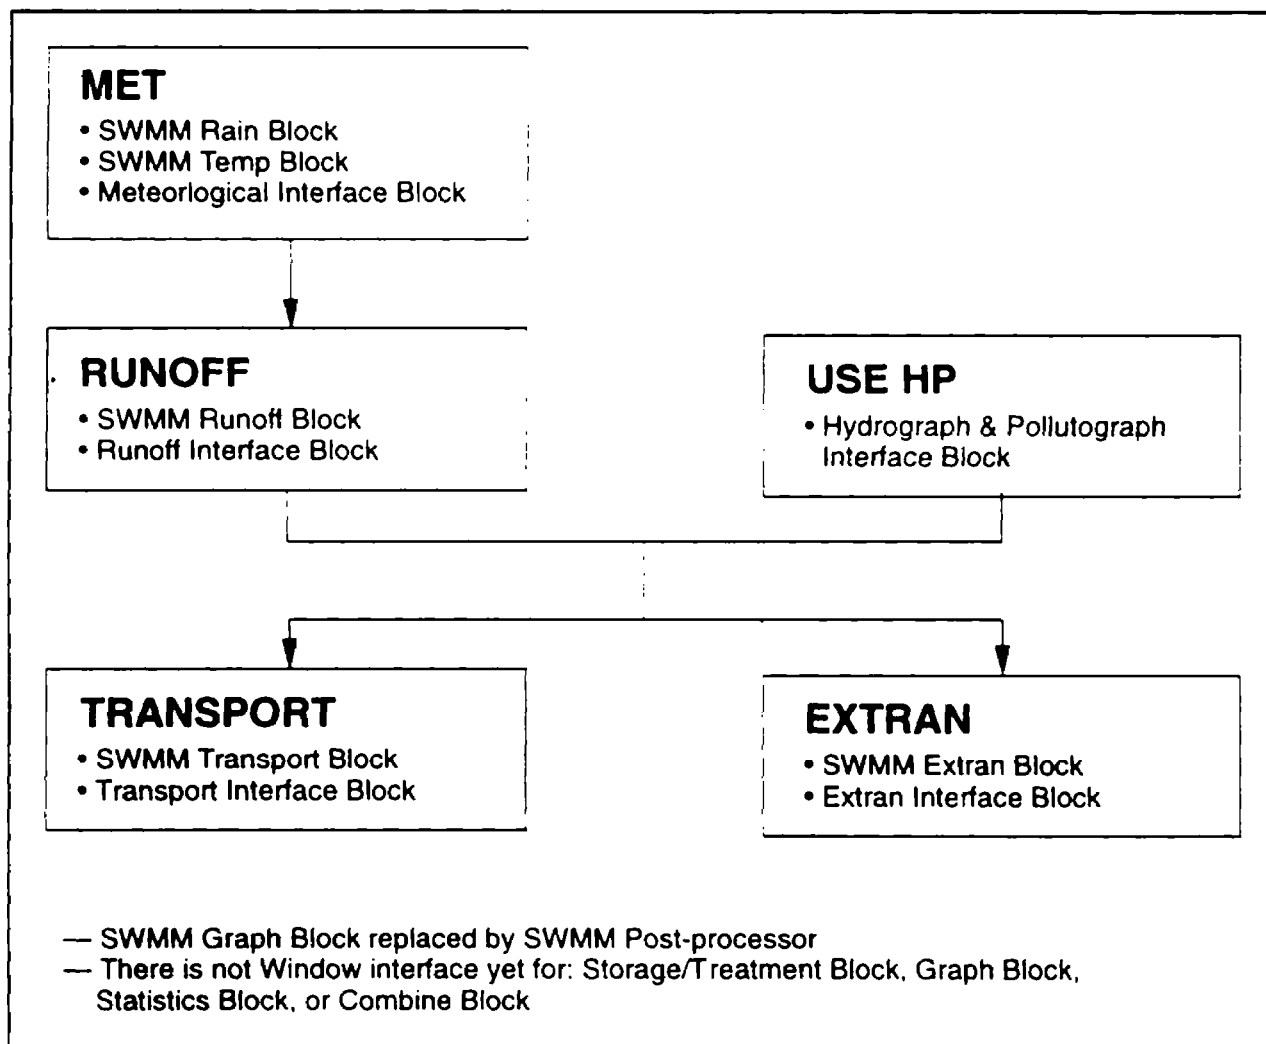 MET
• SWMM Rain Block
• SWMM Temp Block
• Meteorlogical Interface Block
RUNOFF
• SWMM Runoff Block
• Runoff Interface Block
USE HP
• Hydrograph & Pollutograph
Interface Block
TRANSPORT
• SWMM Transport Block
• Transport Interface Block
EXTRAN
• SWMM Extran Block
• Extran Interface Block
— SWMM Graph Block replaced by SWMM Post-processor
— There is not Window interface yet for: Storage/Treatment Block, Graph Block,
Statistics Block, or Combine Block